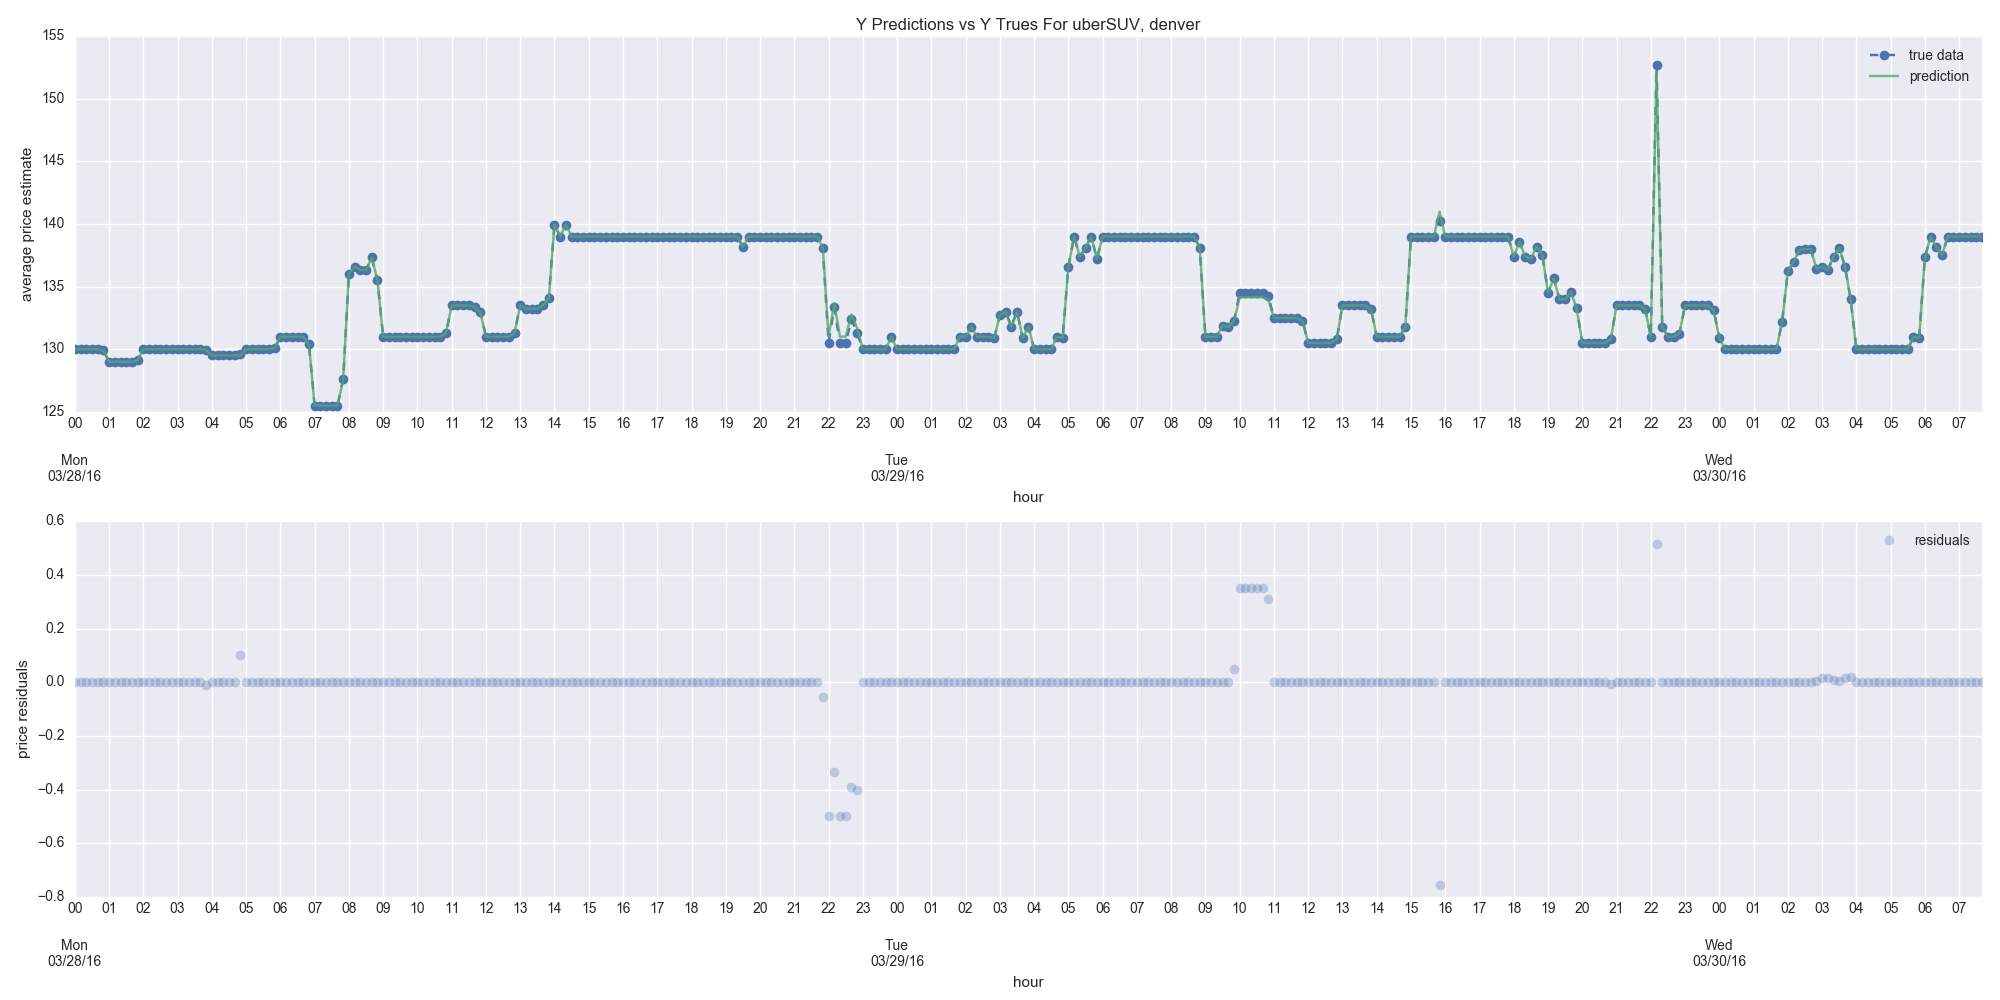 Y Predictions vs Y Trues For uberSUV, denver
155
150
145
140
135
130
125
average price estimate
true data
prediction
00 01 02 03 04 05 06 07 08 09 10 11 12 13 14 15 16 17 18 19 20 21 22 23 00 01 02 03 04 05 06 07 08 09 10 11 12 13 14 15 16 17 18 19 20 21 22 23 00 01 02 03 04 05 06 07
Mon Tue Wed
03/28/16 03/29/16 03/30/16
hour
0.6
0.4
0.2
0.0
−0.2
−0.4
−0.6
−0.8
price residuals
residuals
00 01 02 03 04 05 06 07 08 09 10 11 12 13 14 15 16 17 18 19 20 21 22 23 00 01 02 03 04 05 06 07 08 09 10 11 12 13 14 15 16 17 18 19 20 21 22 23 00 01 02 03 04 05 06 07
Mon Tue Wed
03/28/16 03/29/16 03/30/16
hour